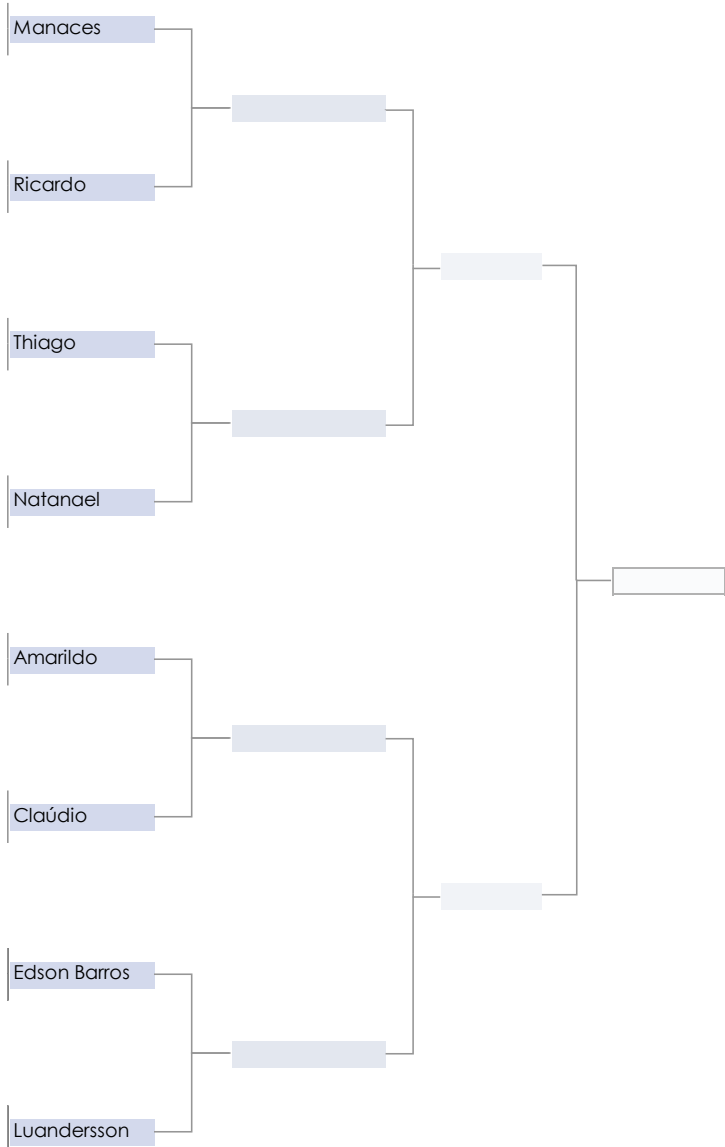 Manaces
Ricardo
Thiago
Natanael
Amarildo
Claúdio
Edson Barros
Luandersson